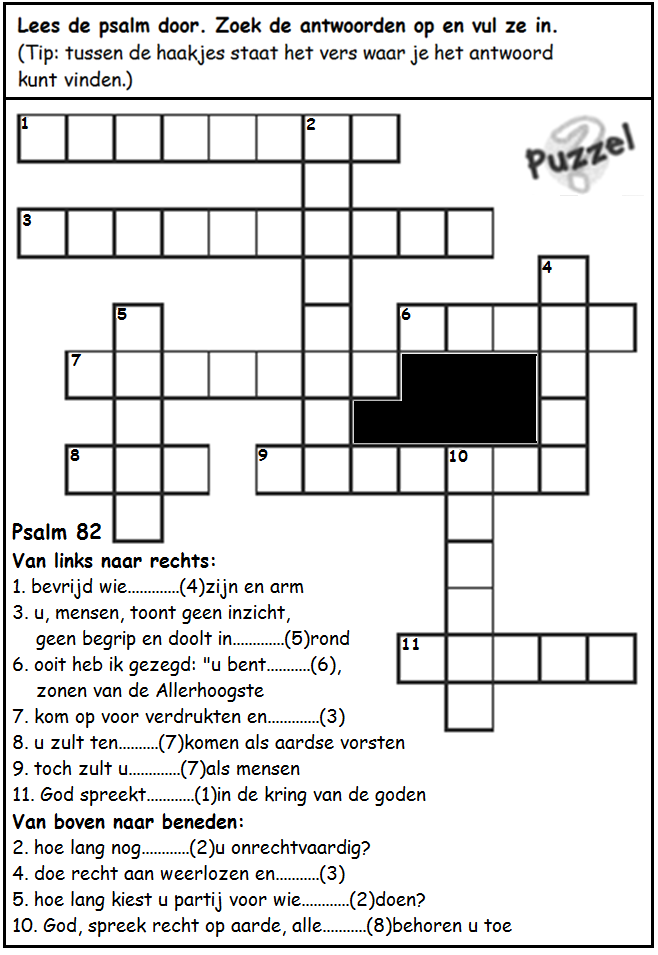 Lees de psalm door. Zoek de antwoorden op en vul ze in.
(Tip: tussen de haakjes staat het vers waar je het antwoord
kunt vinden.)
Puzzel
1
2
3
4
5
6
7
8
9
10
11
Psalm 82
Van links naar rechts:
1. bevrijd wie.............(4)zijn en arm
3. u, mensen, toont geen inzicht,
geen begrip en doolt in.............(5)rond
6. ooit heb ik gezegd: "u bent...........(6),
zonen van de Allerhoogste
7. kom op voor verdrukten en.............(3)
8. u zult ten..........(7)komen als aardse vorsten
9. toch zult u.............(7)als mensen
11. God spreekt............(1)in de kring van de goden
Van boven naar beneden:
2. hoe lang nog............(2)u onrechtvaardig?
4. doe recht aan weerlozen en...........(3)
5. hoe lang kiest u partij voor wie............(2)doen?
10. God, spreek recht op aarde, alle...........(8)behoren u toe